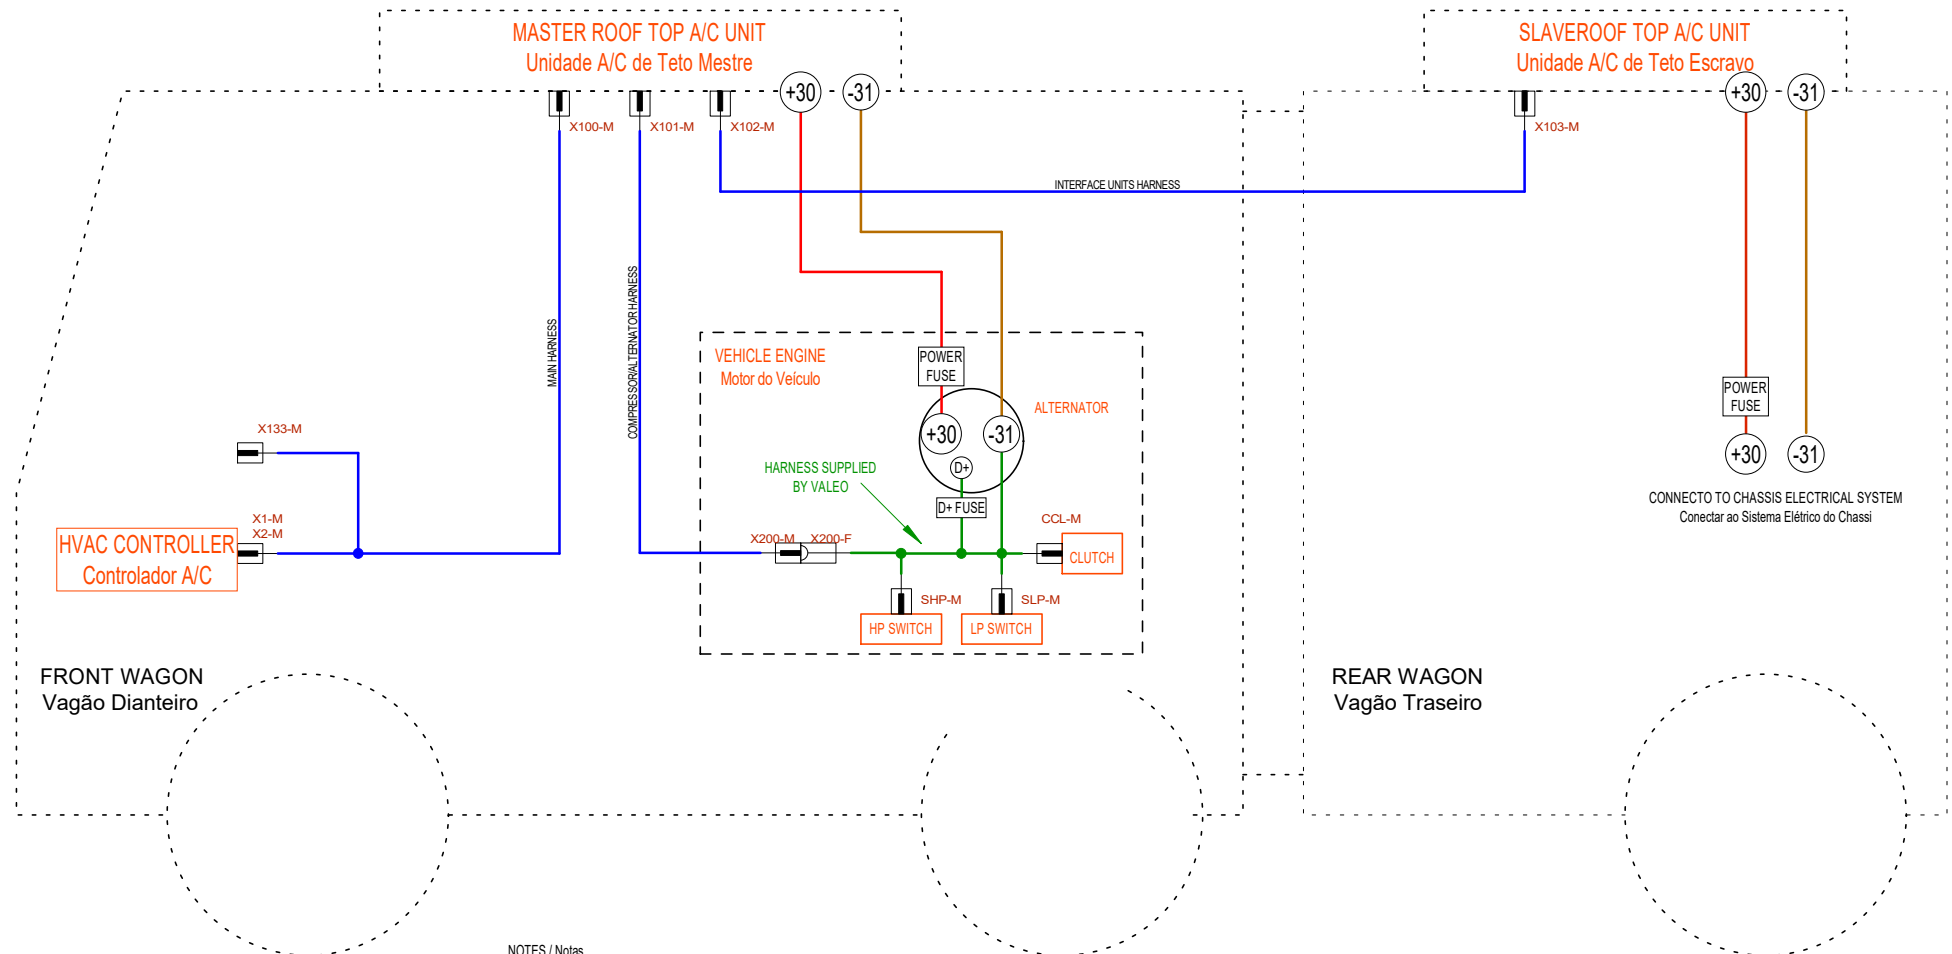 MASTER ROOF TOP A/C UNIT
Unidade A/C de Teto Mestre
SLAVEROOF TOP A/C UNIT
Unidade A/C de Teto Escravo
+30
-31
+30
-31
X100-M
X101-M
X102-M
X103-M
INTERFACE UNITS HARNESS
MAIN HARNESS
COMPRESSOR/ALTERNATOR HARNESS
VEHICLE ENGINE
Motor do Veículo
POWER
FUSE
ALTERNATOR
+30
-31
D+
D+ FUSE
HARNESS SUPPLIED
BY VALEO
POWER
FUSE
+30
-31
CONNECTO TO CHASSIS ELECTRICAL SYSTEM
Conectar ao Sistema Elétrico do Chassi
X133-M
X1-M
X2-M
HVAC CONTROLLER
Controlador A/C
X200-M
X200-F
CCL-M
CLUTCH
SHP-M
SLP-M
HP SWITCH
LP SWITCH
FRONT WAGON
Vagão Dianteiro
REAR WAGON
Vagão Traseiro
NOTES / Notas